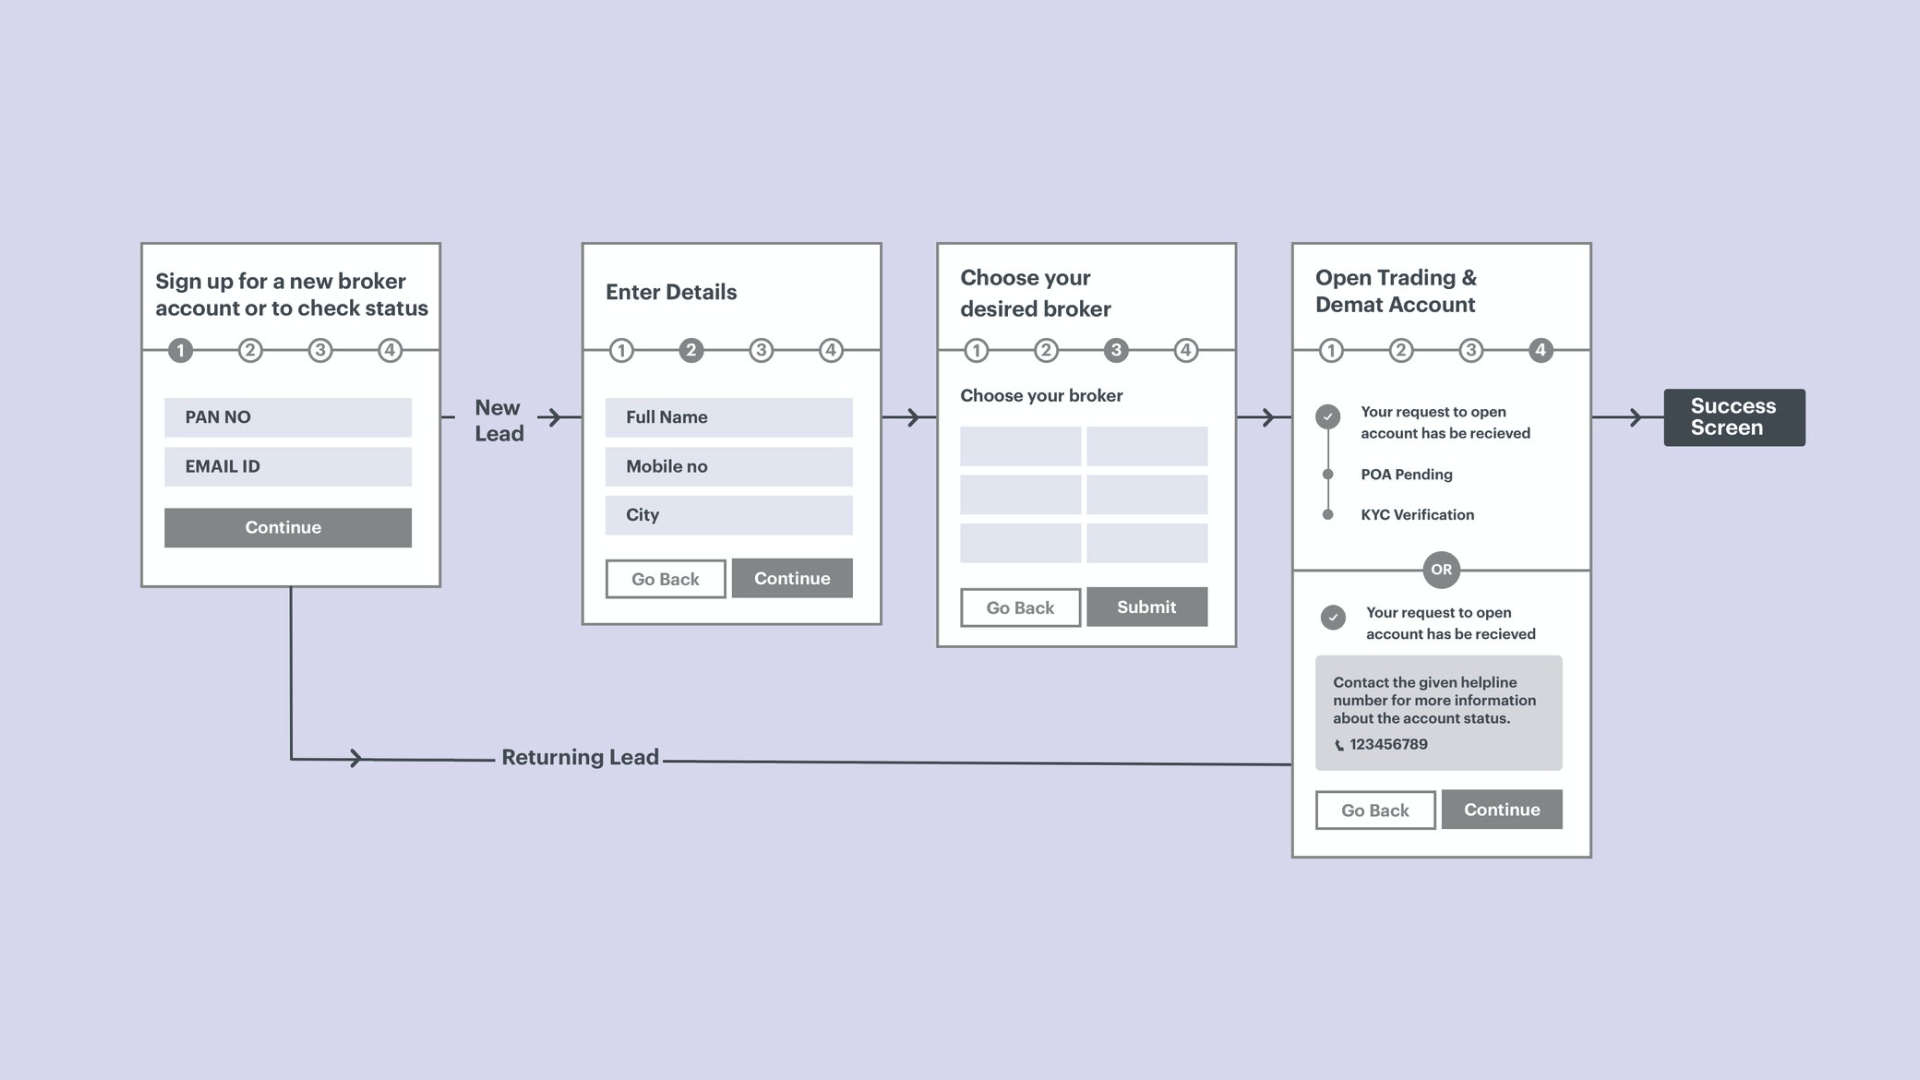 Sign up for a new broker
account or to check status
1 2 3 4
PAN NO
EMAIL ID
Continue
New
Lead
Enter Details
1 2 3 4
Full Name
Mobile no
City
Go Back Continue
Choose your
desired broker
1 2 3 4
Choose your broker
Go Back Submit
Open Trading &
Demat Account
1 2 3 4
Your request to open
account has be recieved
POA Pending
KYC Verification
OR
Your request to open
account has be recieved
Contact the given helpline
number for more information
about the account status.
123456789
Go Back Continue
Success
Screen
Returning Lead